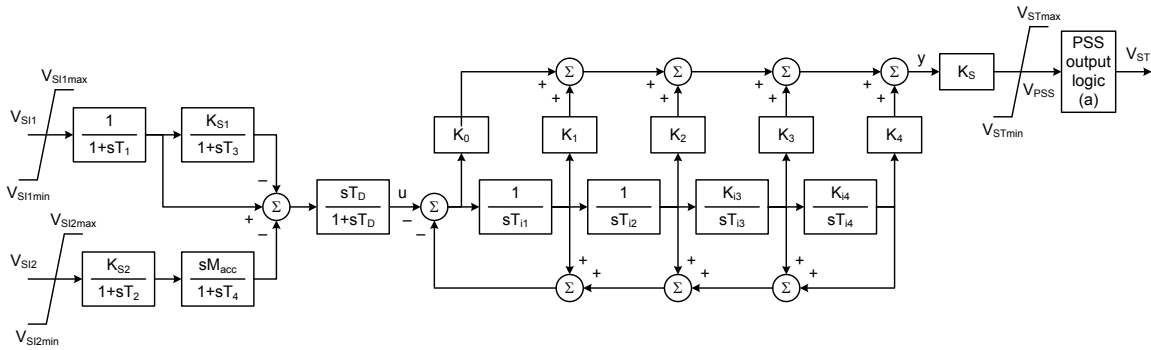 V_SI1max
V_SI1
V_SI1min
1
1+sT_1
K_S1
1+sT_3
−
+
−
V_SI2max
V_SI2
V_SI2min
K_S2
1+sT_2
sM_acc
1+sT_4
Σ
sT_D
1+sT_D
u
−
−
Σ
K_0
1
sT_i1
1
sT_i2
K_i3
sT_i3
K_i4
sT_i4
K_1
K_2
K_3
K_4
+
+
Σ
+
+
Σ
+
+
Σ
+
+
Σ
+
+
Σ
+
+
Σ
+
+
Σ
y
K_S
V_STmax
V_STmin
V_PSS
PSS
output
logic
(a)
V_ST